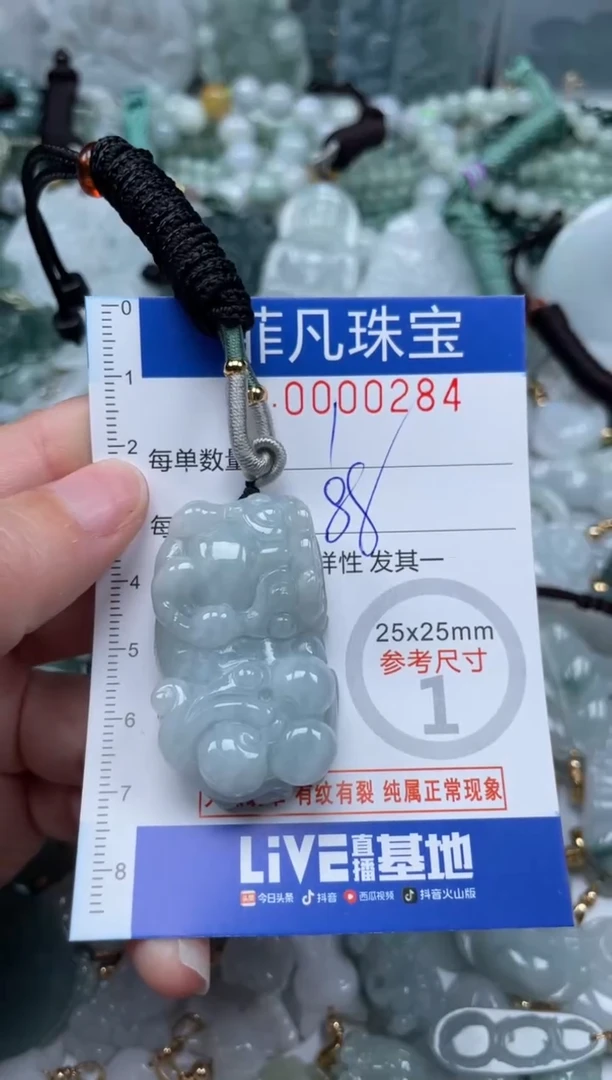 0
菲凡珠宝
1
.0000284
2
每单数量
1
每
88
4
样性 发其一
5
25x25mm
参考尺寸
1
6
7
有纹有裂 纯属正常现象
8
LiVE直播基地
头条 今日头条 抖音 西瓜视频 抖音火山版